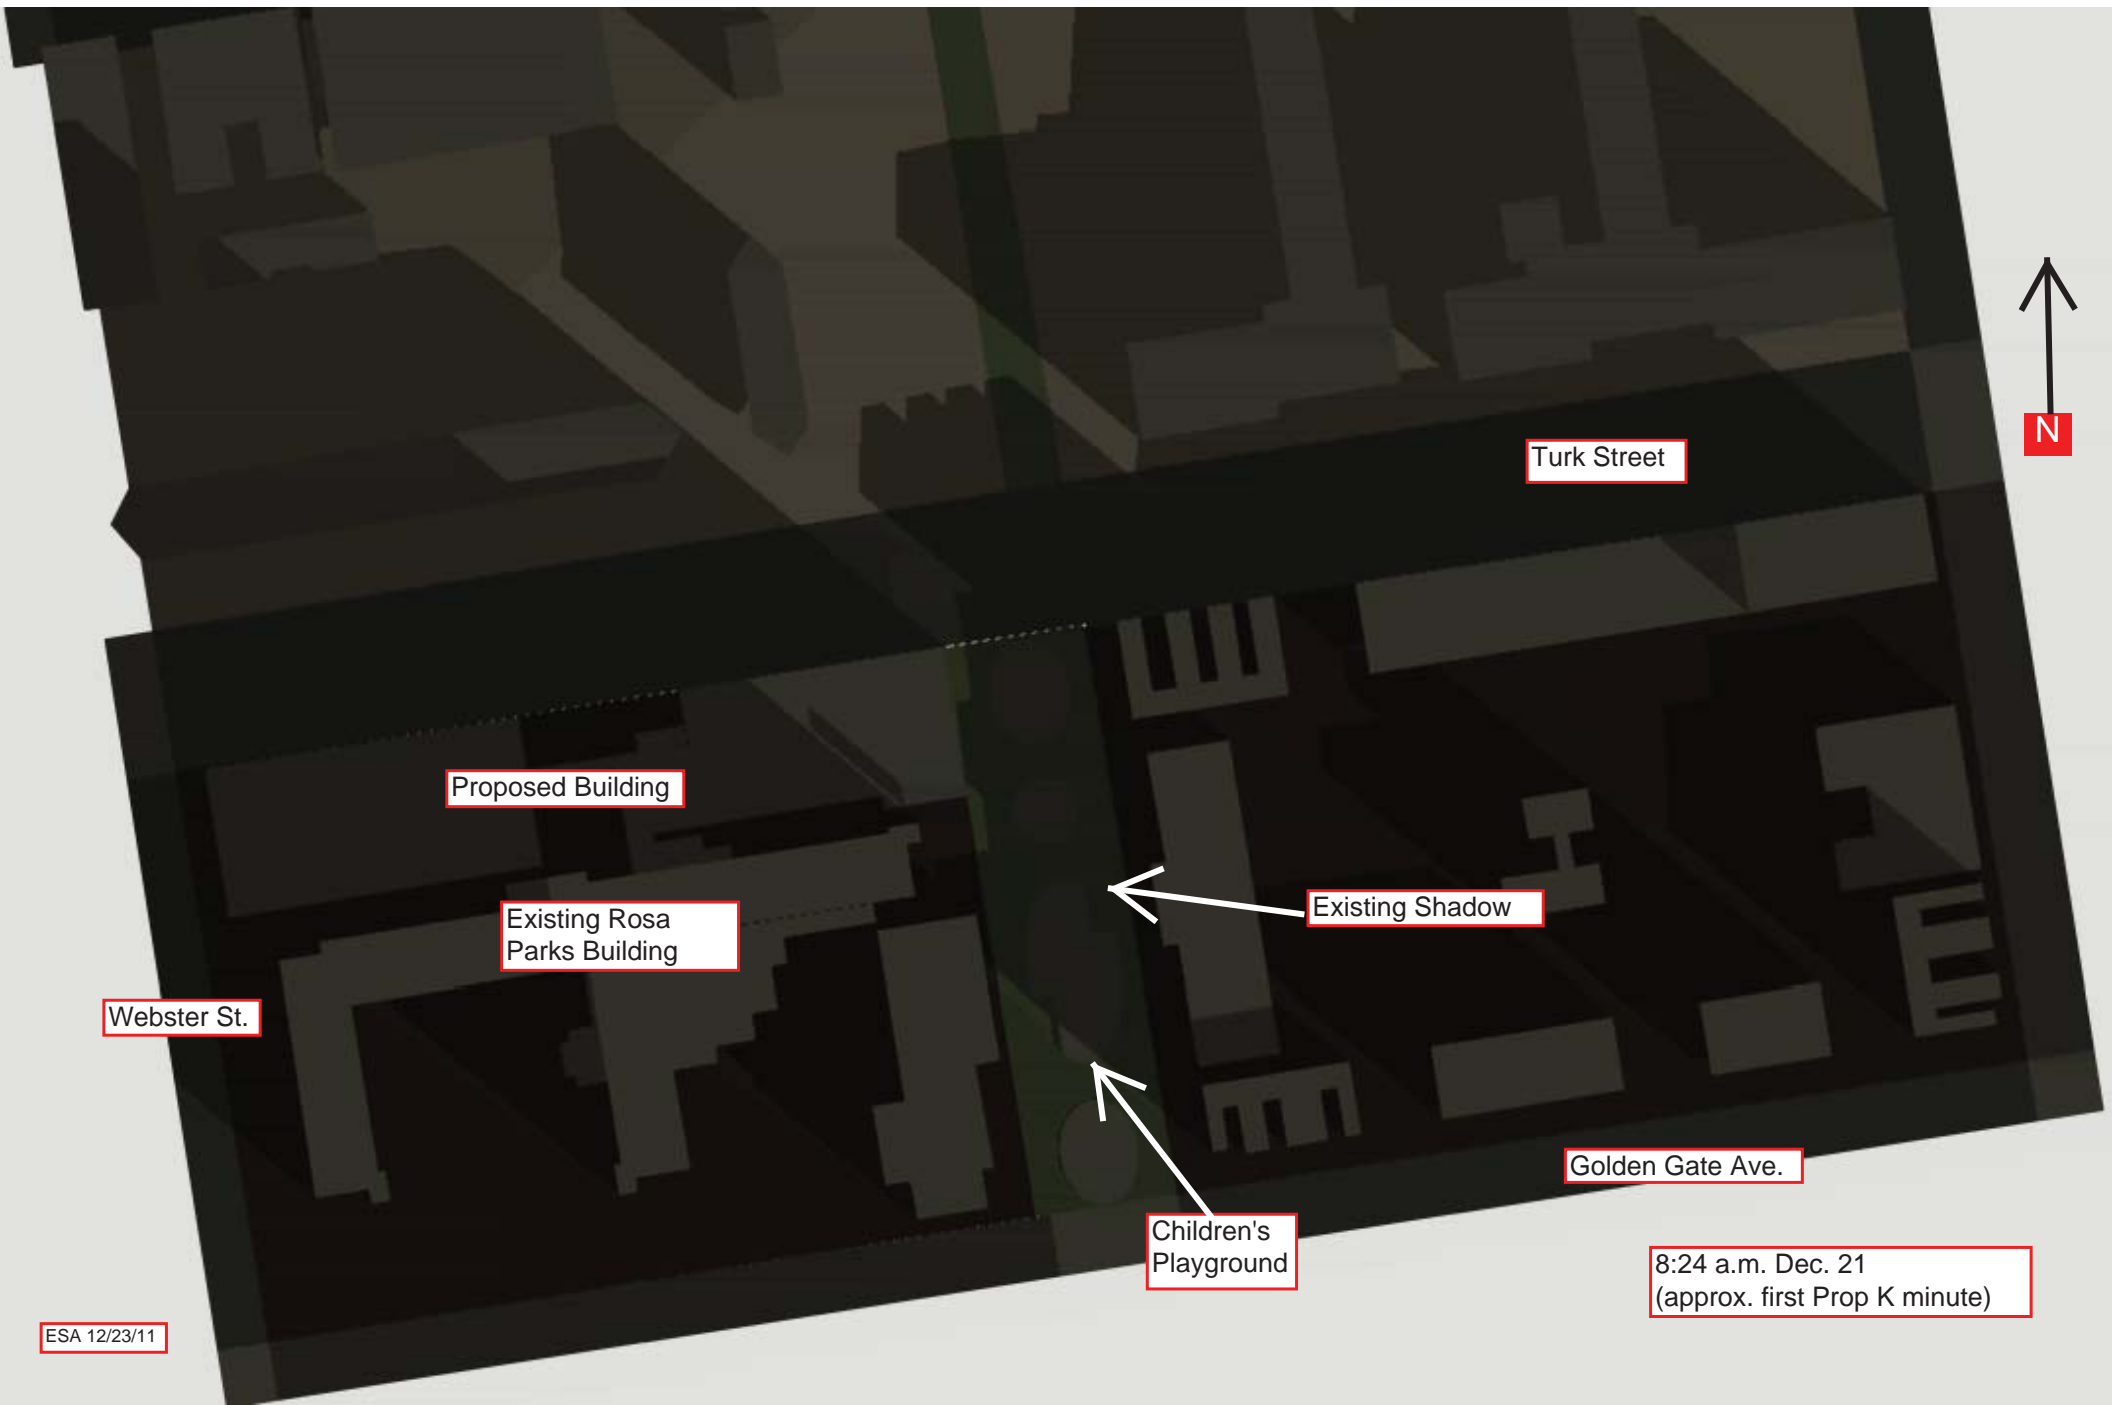 N
Turk Street
Proposed Building
Existing Rosa
Parks Building
Existing Shadow
Webster St.
Golden Gate Ave.
Children's
Playground
8:24 a.m. Dec. 21
(approx. first Prop K minute)
ESA 12/23/11